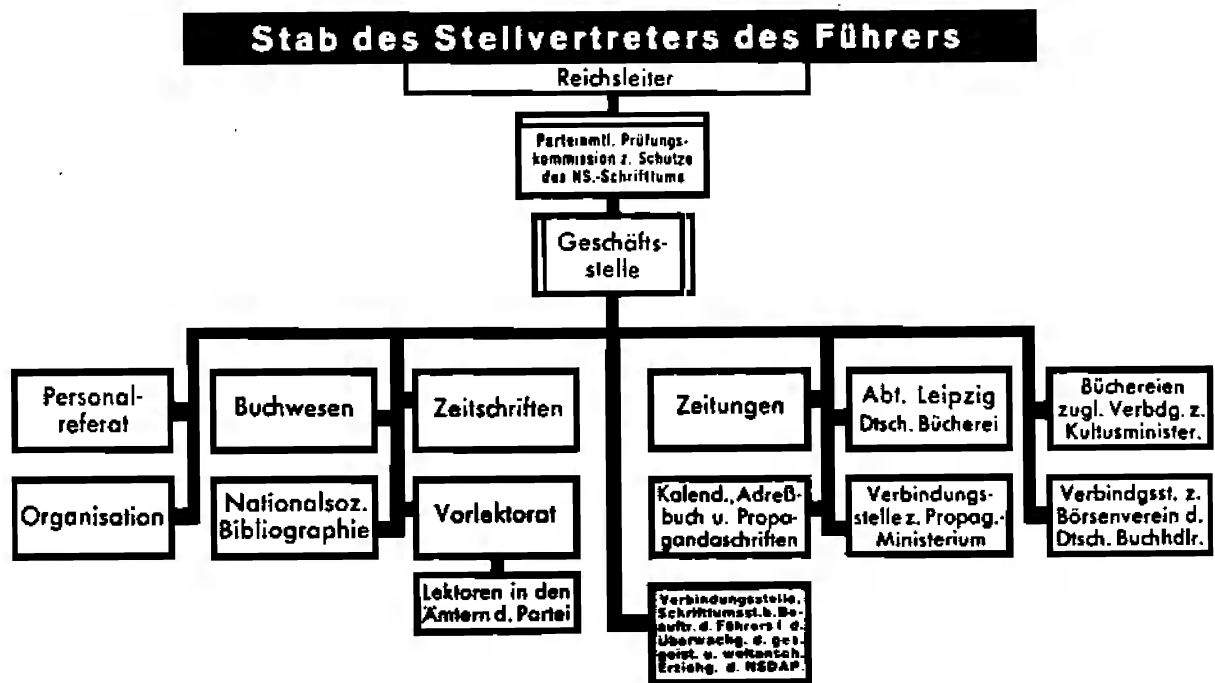 Stab des Stellvertreters des Führers
Reichsleiter
Parteiamtl. Prüfungs-
kommission z. Schutze
des NS.-Schrifttums
Geschäfts-
stelle
Personal-
referat
Buchwesen
Zeitschriften
Zeitungen
Abt. Leipzig
Dtsch. Bücherei
Büchereien
zugl. Verbdg. z.
Kultusminister.
Organisation
Nationalsoz.
Bibliographie
Vorlektorat
Kalend., Adreß-
buch u. Propa-
gandaschriften
Verbindungs-
stelle z. Propag.-
Ministerium
Verbindgsst. z.
Börsenverein d.
Dtsch. Buchhdlr.
Lektoren in den
Ämtern d. Partei
Verbindungsstelle.
Schrifttumsst. b. Be-
auftr. d. Führers f. d.
Überwachg. d. ges.
geist. u. weltansch.
Erziehg. d. NSDAP.